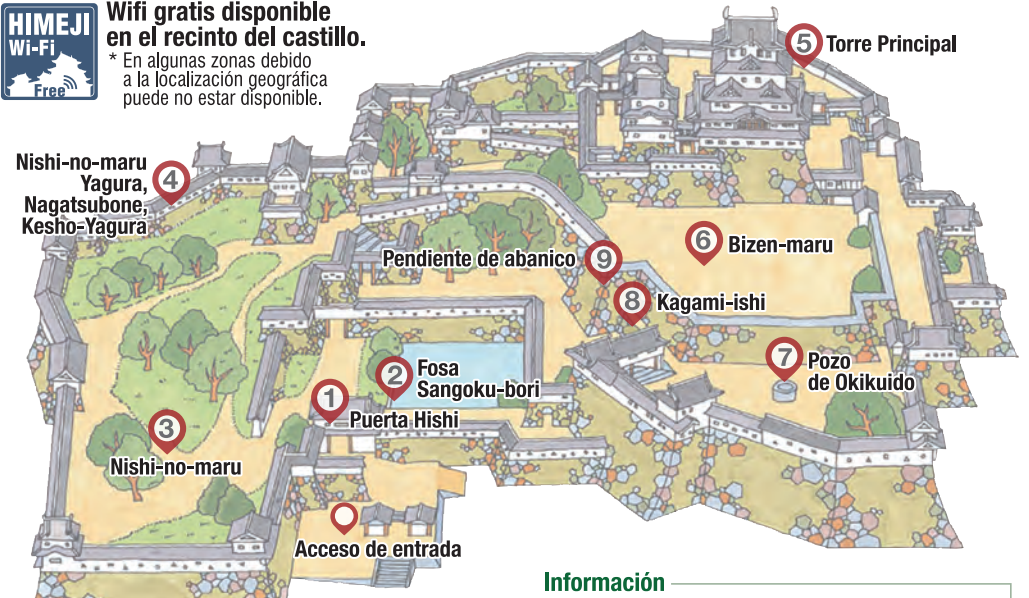 HIMEJI
Wi-Fi
Free
Wifi gratis disponible
en el recinto del castillo.
* En algunas zonas debido
a la localización geográfica
puede no estar disponible.
5 Torre Principal
Nishi-no-maru
Yagura,
Nagatsubone,
Kesho-Yagura
4
6 Bizen-maru
Pendiente de abanico 9
8 Kagami-ishi
7 Pozo
de Okikuido
2 Fosa
Sangoku-bori
1
Puerta Hishi
3
Nishi-no-maru
Acceso de entrada
Información